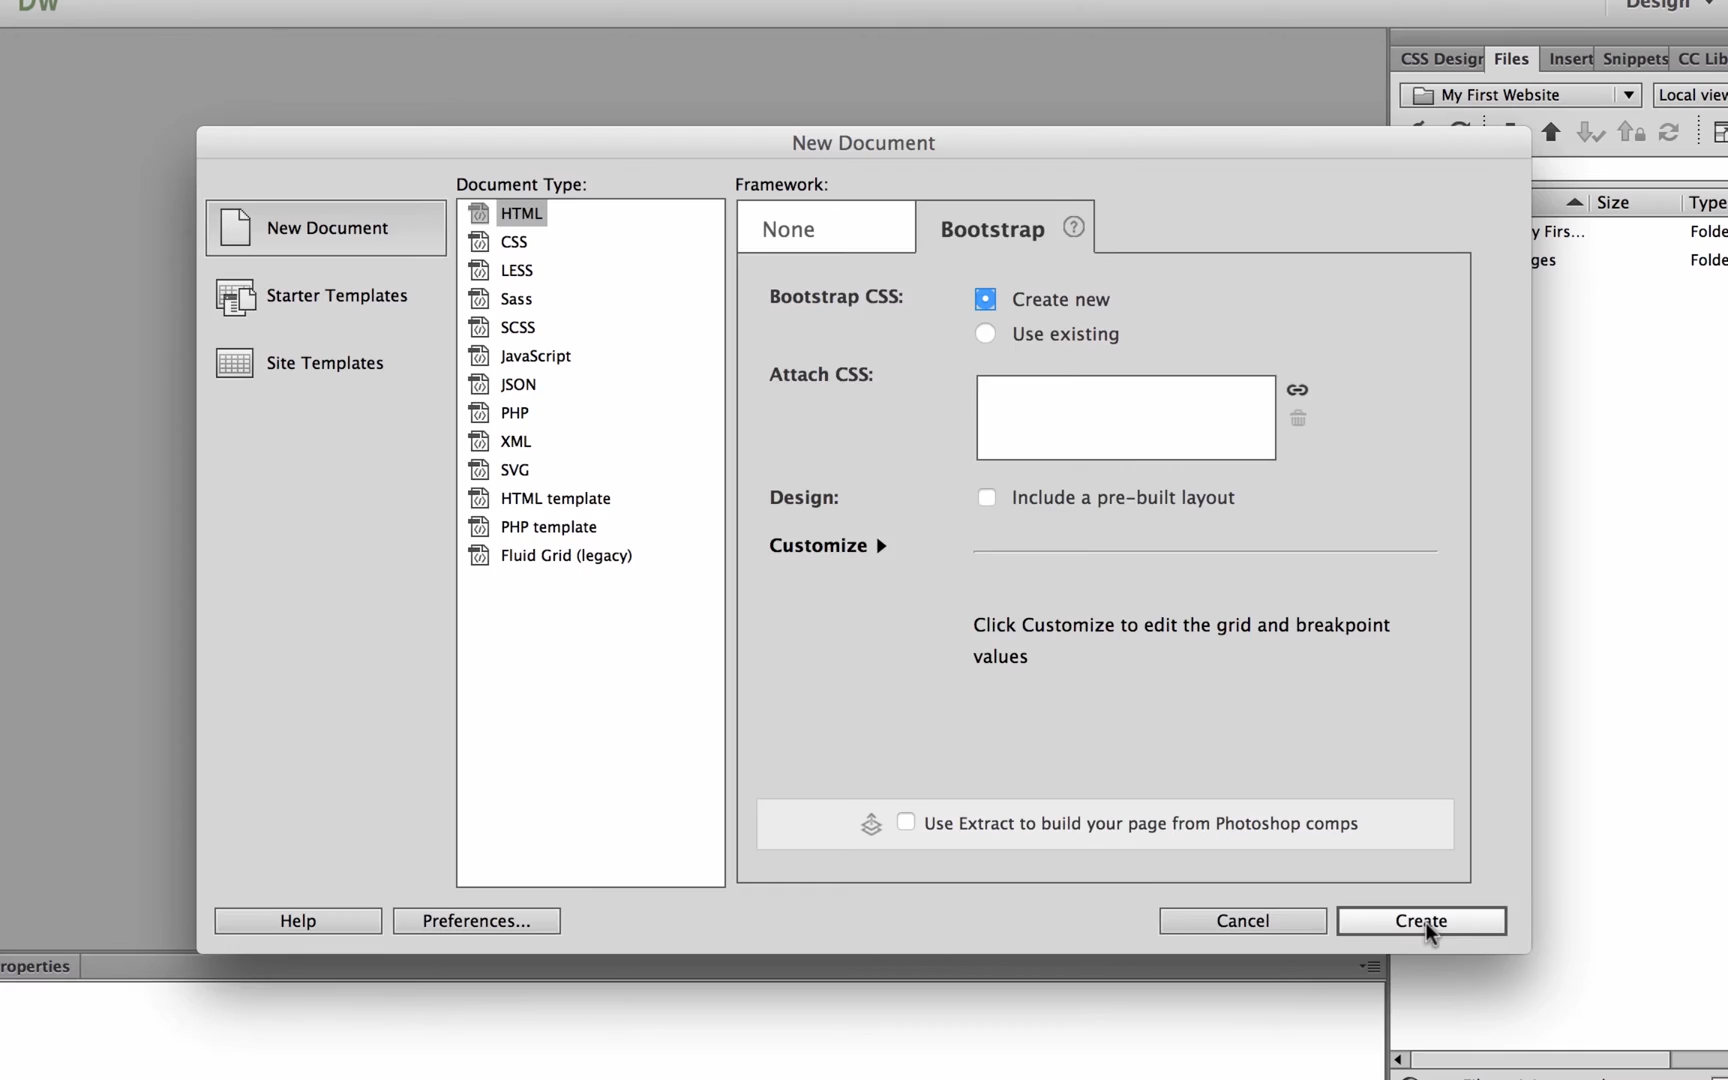 Dw
Design
CSS Design Files Insert Snippets CC Lib
My First Website Local view
New Document
Size Type
y Firs... Folde
ges Folde
New Document
Starter Templates
Site Templates
Document Type:
HTML
CSS
LESS
Sass
SCSS
JavaScript
JSON
PHP
XML
SVG
HTML template
PHP template
Fluid Grid (legacy)
Framework:
None Bootstrap ?
Bootstrap CSS: Create new
Use existing
Attach CSS:
Design: Include a pre-built layout
Customize
Click Customize to edit the grid and breakpoint
values
Use Extract to build your page from Photoshop comps
Help Preferences... Cancel Create
roperties